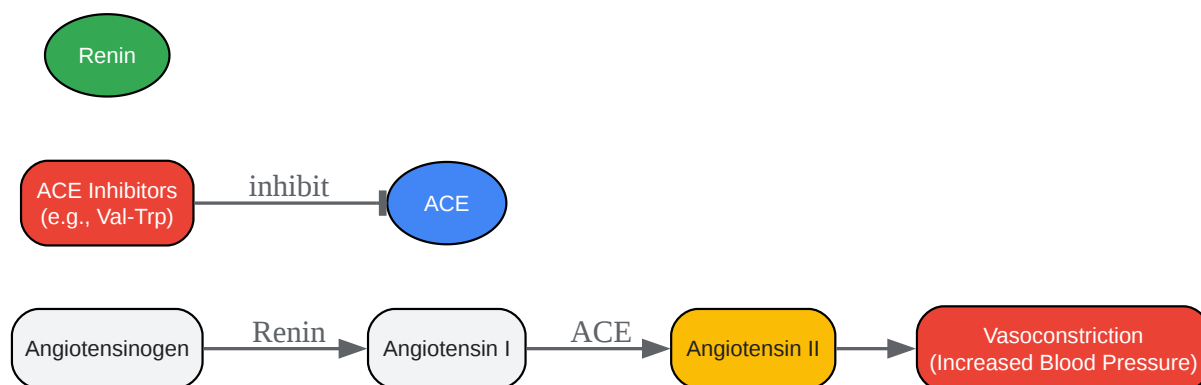 Renin
ACE Inhibitors
(e.g., Val-Trp)
inhibit
ACE
Angiotensinogen
Renin
Angiotensin I
ACE
Angiotensin II
Vasoconstriction
(Increased Blood Pressure)